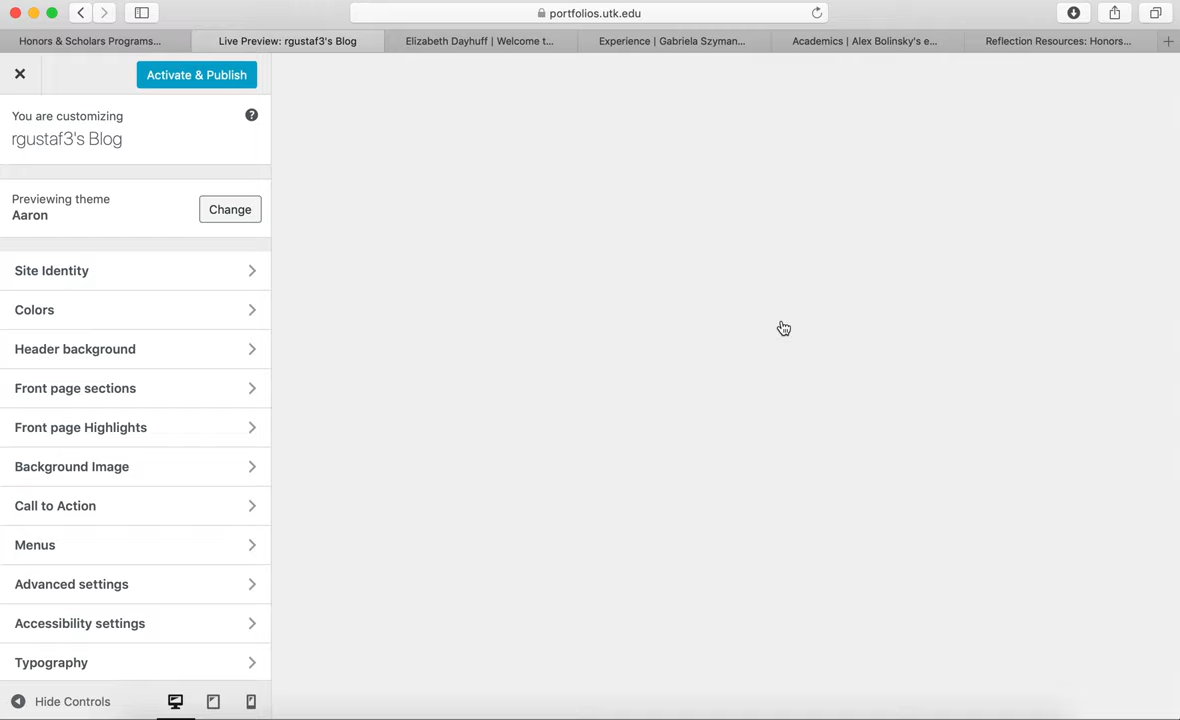 portfolios.utk.edu
Honors & Scholars Programs...
Live Preview: rgustaf3's Blog
Elizabeth Dayhuff | Welcome t...
Experience | Gabriela Szyman...
Academics | Alex Bolinsky's e...
Reflection Resources: Honors...
Activate & Publish
You are customizing
rgustaf3's Blog
Previewing theme
Aaron
Change
Site Identity
Colors
Header background
Front page sections
Front page Highlights
Background Image
Call to Action
Menus
Advanced settings
Accessibility settings
Typography
Hide Controls